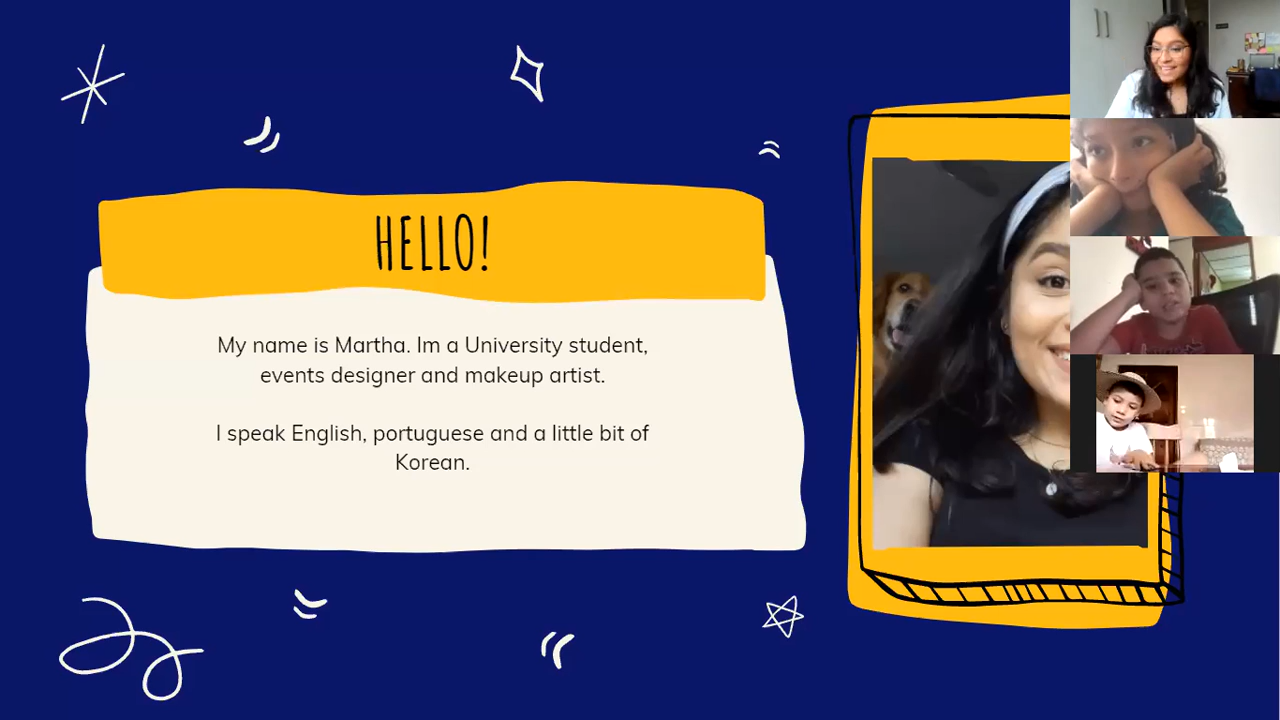 HELLO!
My name is Martha. Im a University student,
events designer and makeup artist.
I speak English, portuguese and a little bit of
Korean.